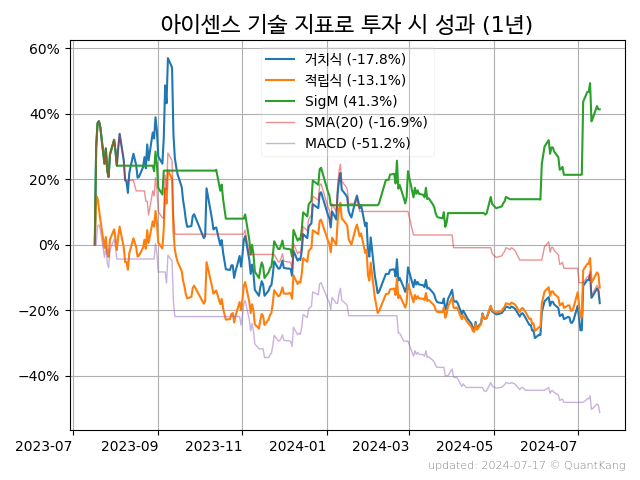 아이센스 기술 지표로 투자 시 성과 (1년)
60%
40%
20%
0%
−20%
−40%
거치식 (-17.8%)
적립식 (-13.1%)
SigM (41.3%)
SMA(20) (-16.9%)
MACD (-51.2%)
2023-07 2023-09 2023-11 2024-01 2024-03 2024-05 2024-07
updated: 2024-07-17 © QuantKang